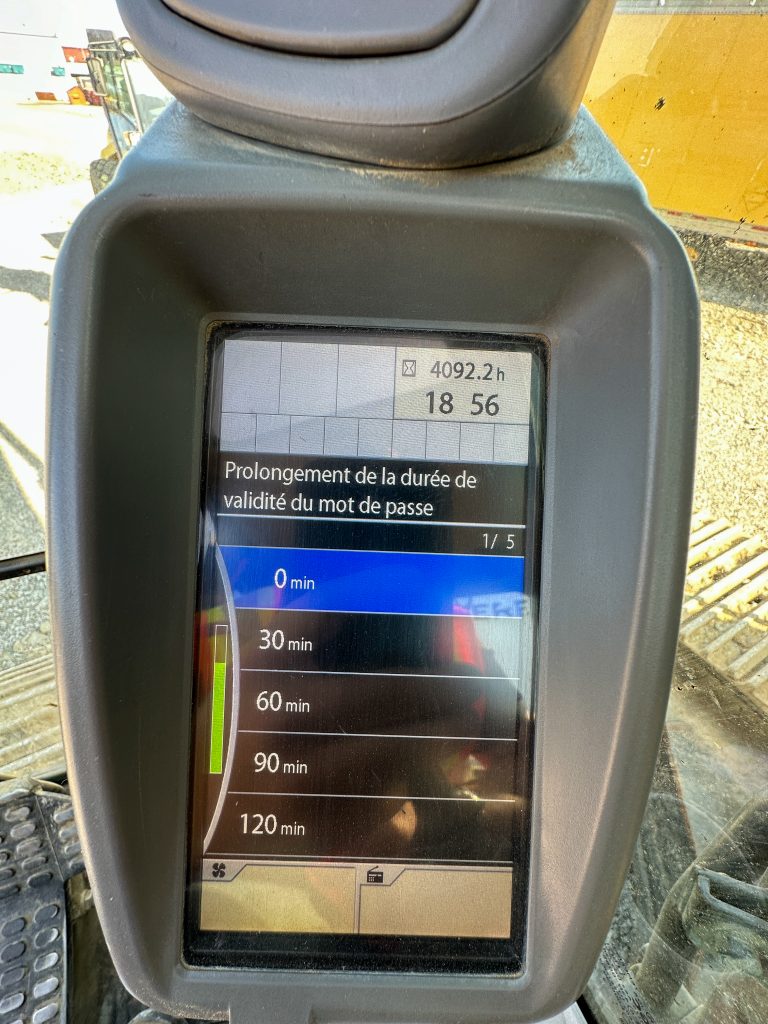 4092.2 h
18 56
Prolongement de la durée de
validité du mot de passe
1/ 5
0 min
30 min
60 min
90 min
120 min